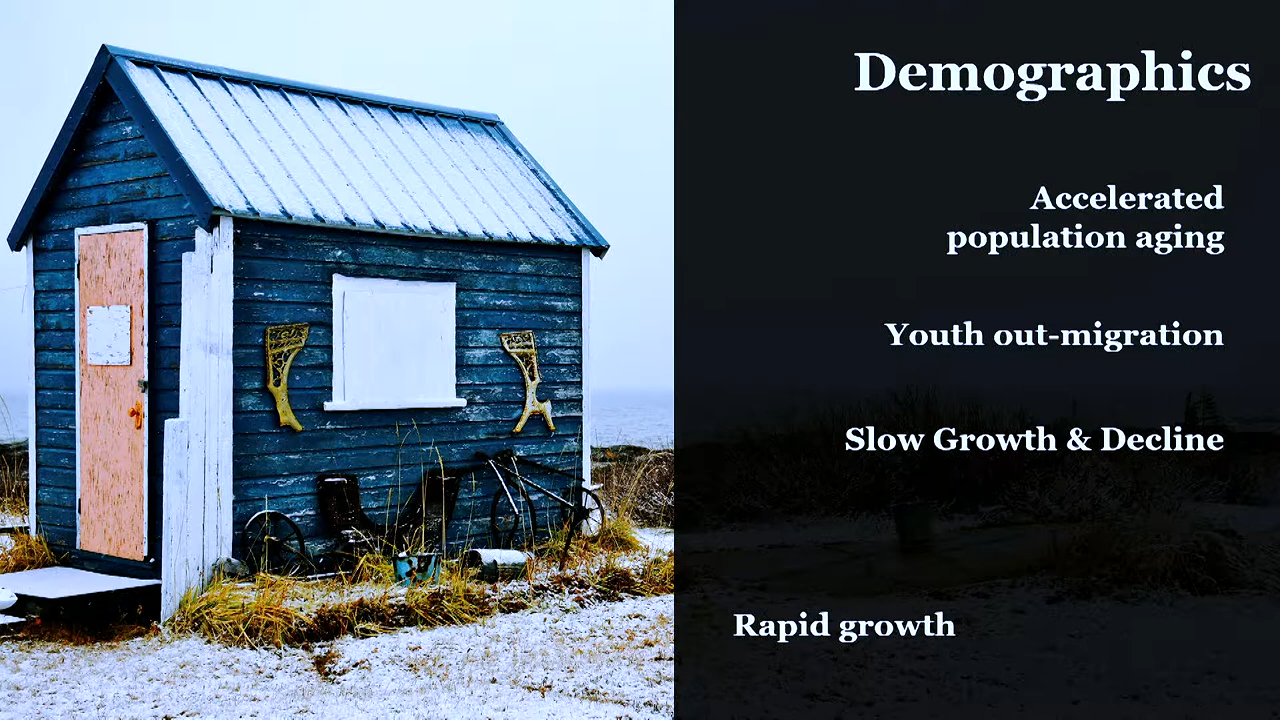 Demographics
Accelerated
population aging
Youth out-migration
Slow Growth & Decline
Rapid growth